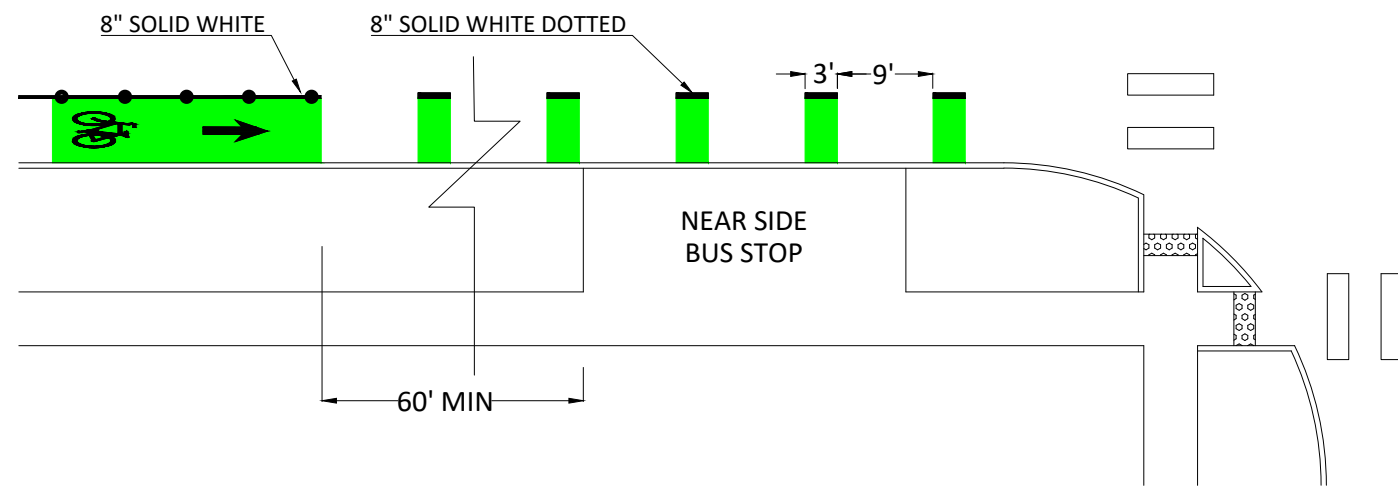 8" SOLID WHITE
8" SOLID WHITE DOTTED
3'
9'
NEAR SIDE
BUS STOP
60' MIN